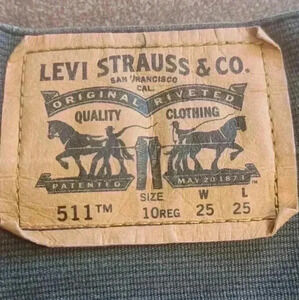 LEVI STRAUSS & CO.
SAN FRANCISCO
CAL.
ORIGINAL RIVETED
QUALITY CLOTHING
PATENTED MAY 20 1873
SIZE W L
511™ 10REG 25 25